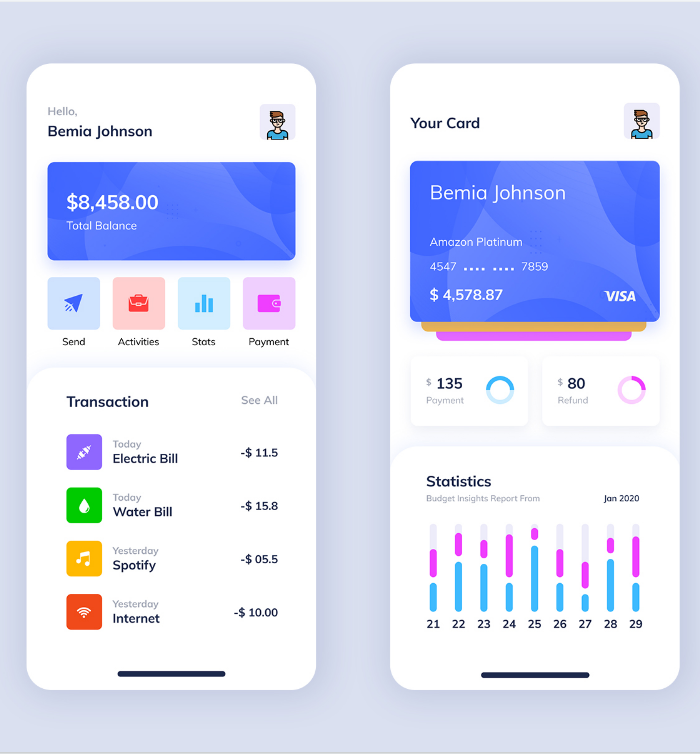 Hello,
Bemia Johnson
$8,458.00
Total Balance
Send Activities Stats Payment
Transaction See All
Today
Electric Bill -$ 11.5
Today
Water Bill -$ 15.8
Yesterday
Spotify -$ 05.5
Yesterday
Internet -$ 10.00
Your Card
Bemia Johnson
Amazon Platinum
4547 •••• •••• 7859
$ 4,578.87 VISA
$ 135
Payment
$ 80
Refund
Statistics
Budget Insights Report From Jan 2020
21 22 23 24 25 26 27 28 29